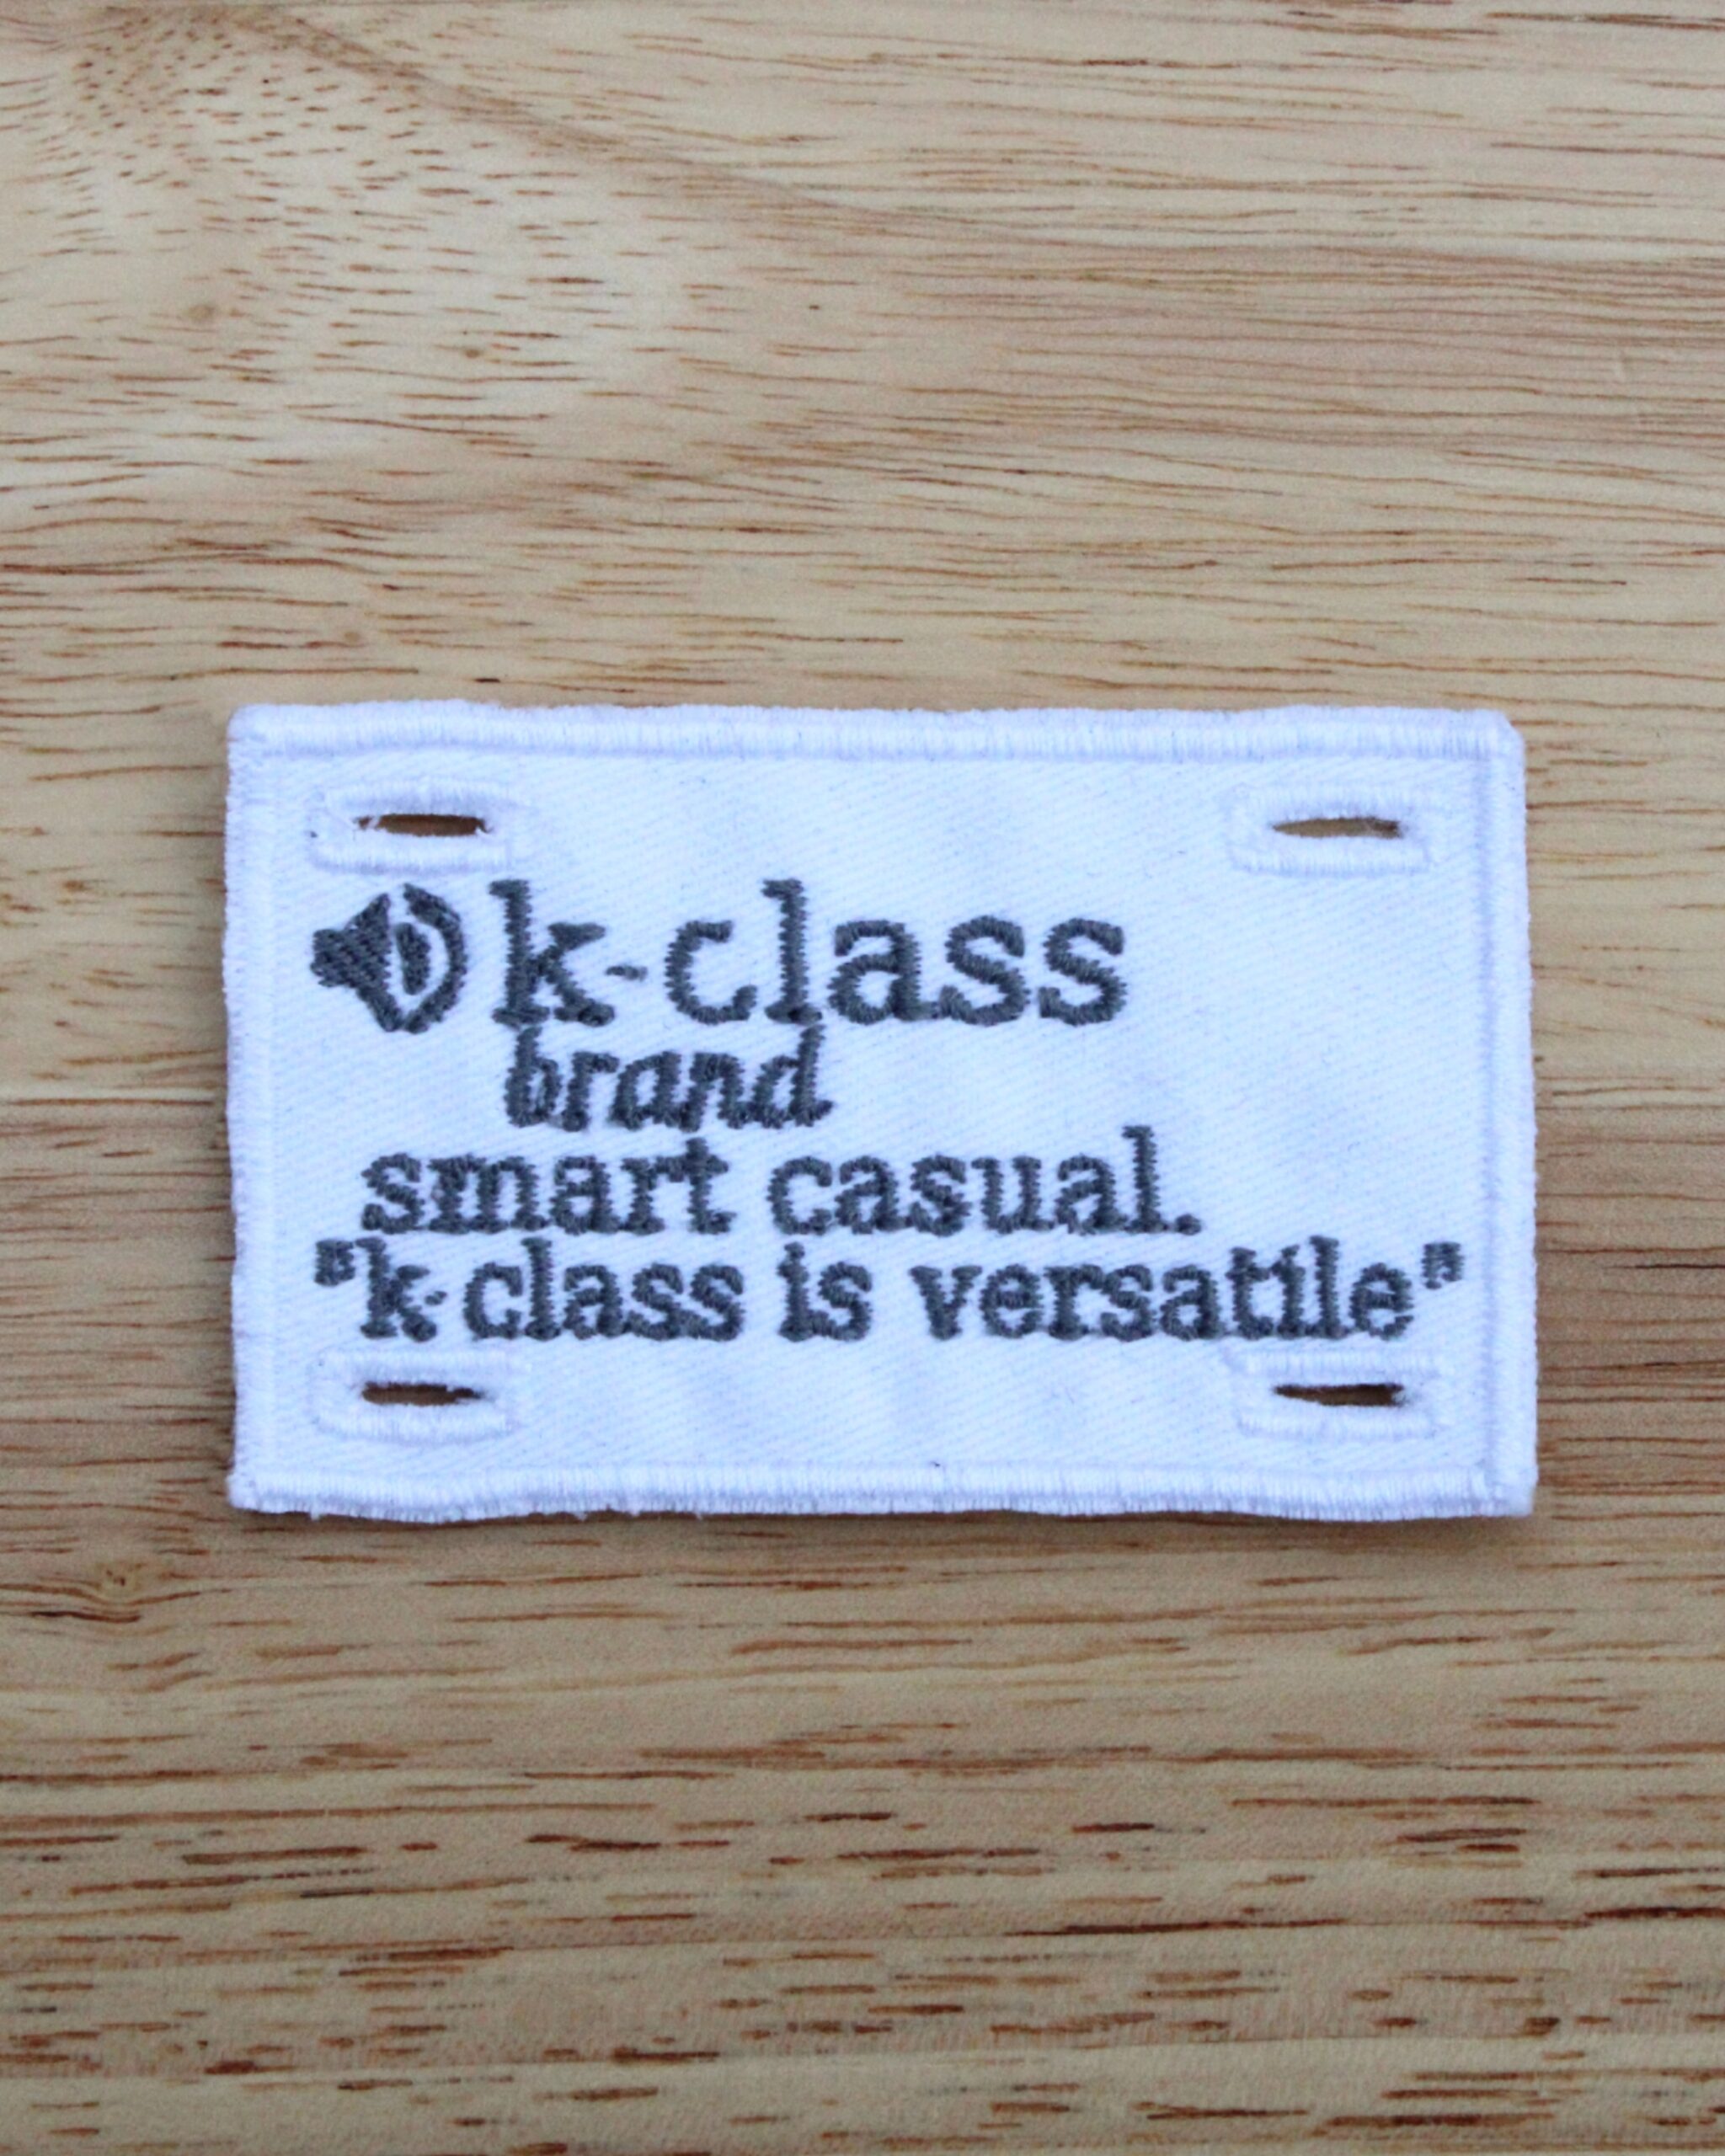 k-class
brand
smart casual.
"k-class is versatile"